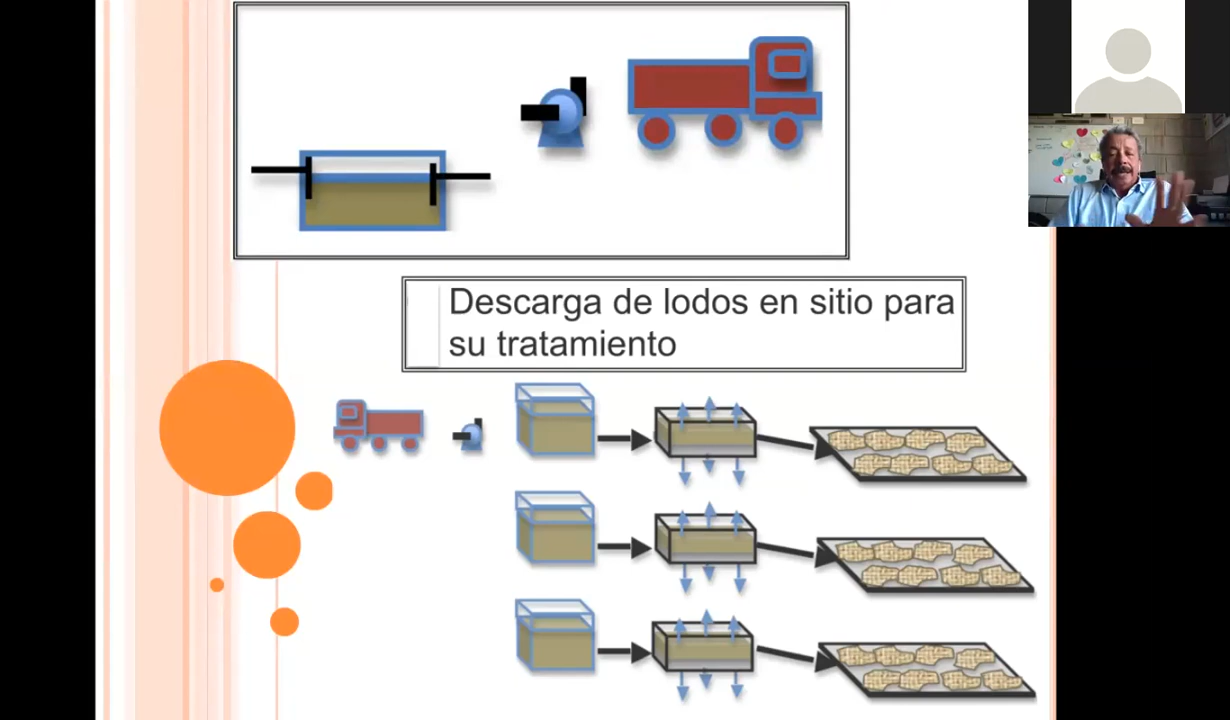 Descarga de lodos en sitio para
su tratamiento